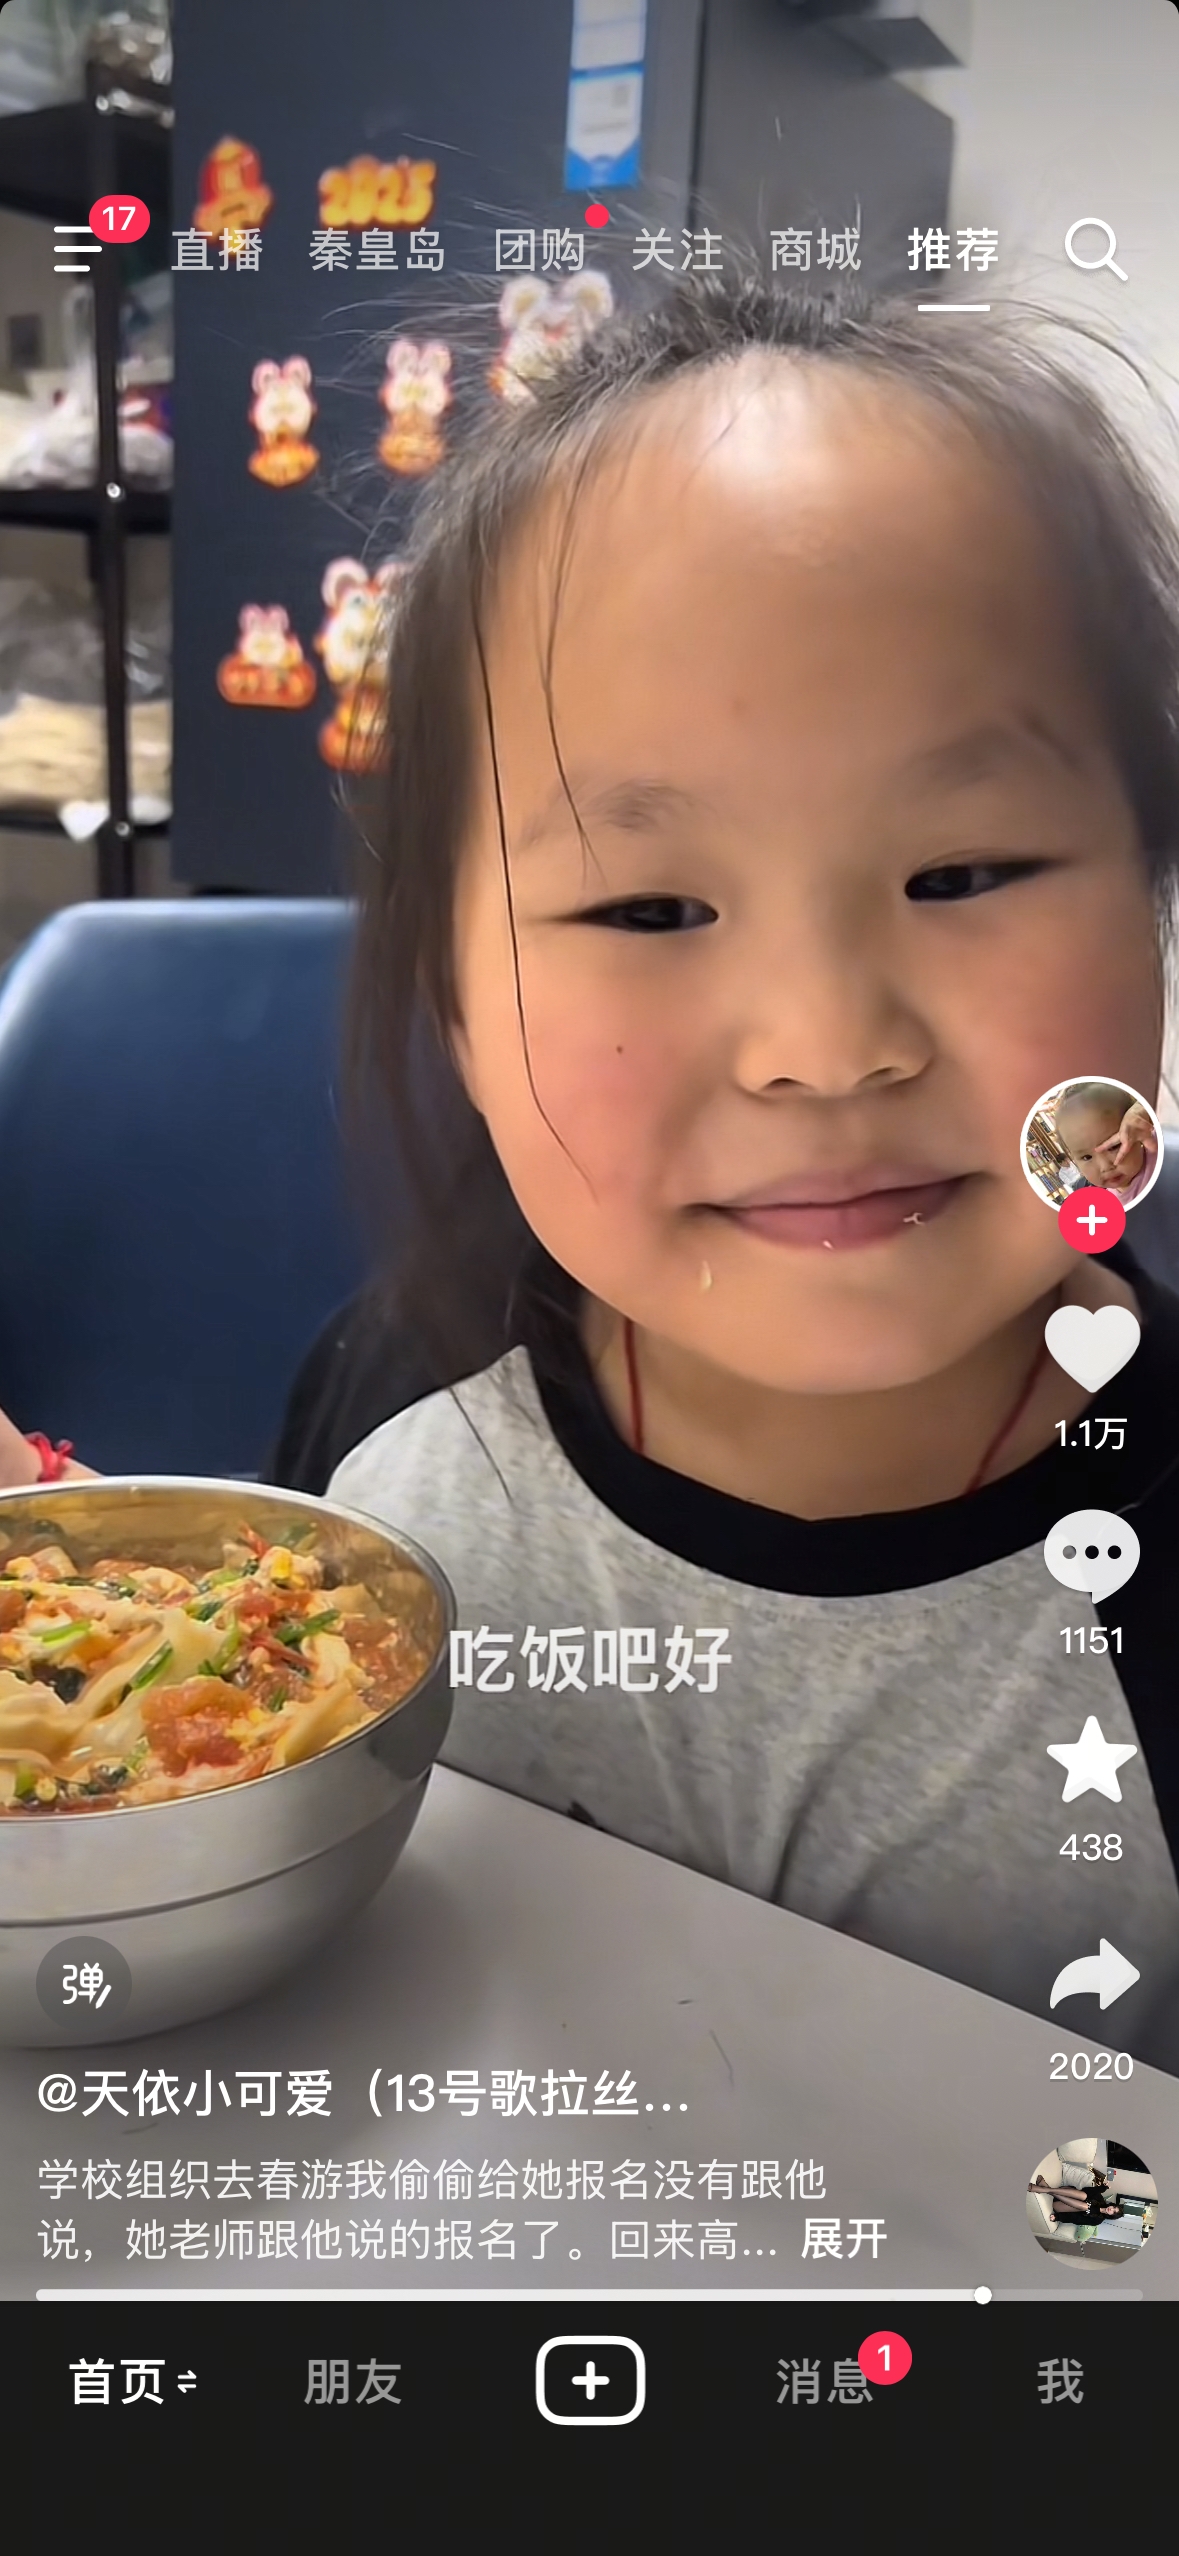 17
直播 秦皇岛 团购 关注 商城 推荐
2023
1.1万
1151
吃饭吧好
438
弹
2020
@天依小可爱（13号歌拉丝...
学校组织去春游我偷偷给她报名没有跟他
说，她老师跟他说的报名了。回来高... 展开
首页 朋友 消息 1 我